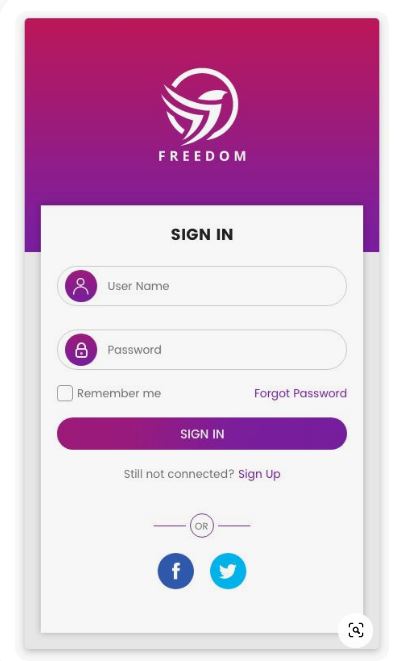 FREEDOM
SIGN IN
User Name
Password
Remember me Forgot Password
SIGN IN
Still not connected? Sign Up
OR
f